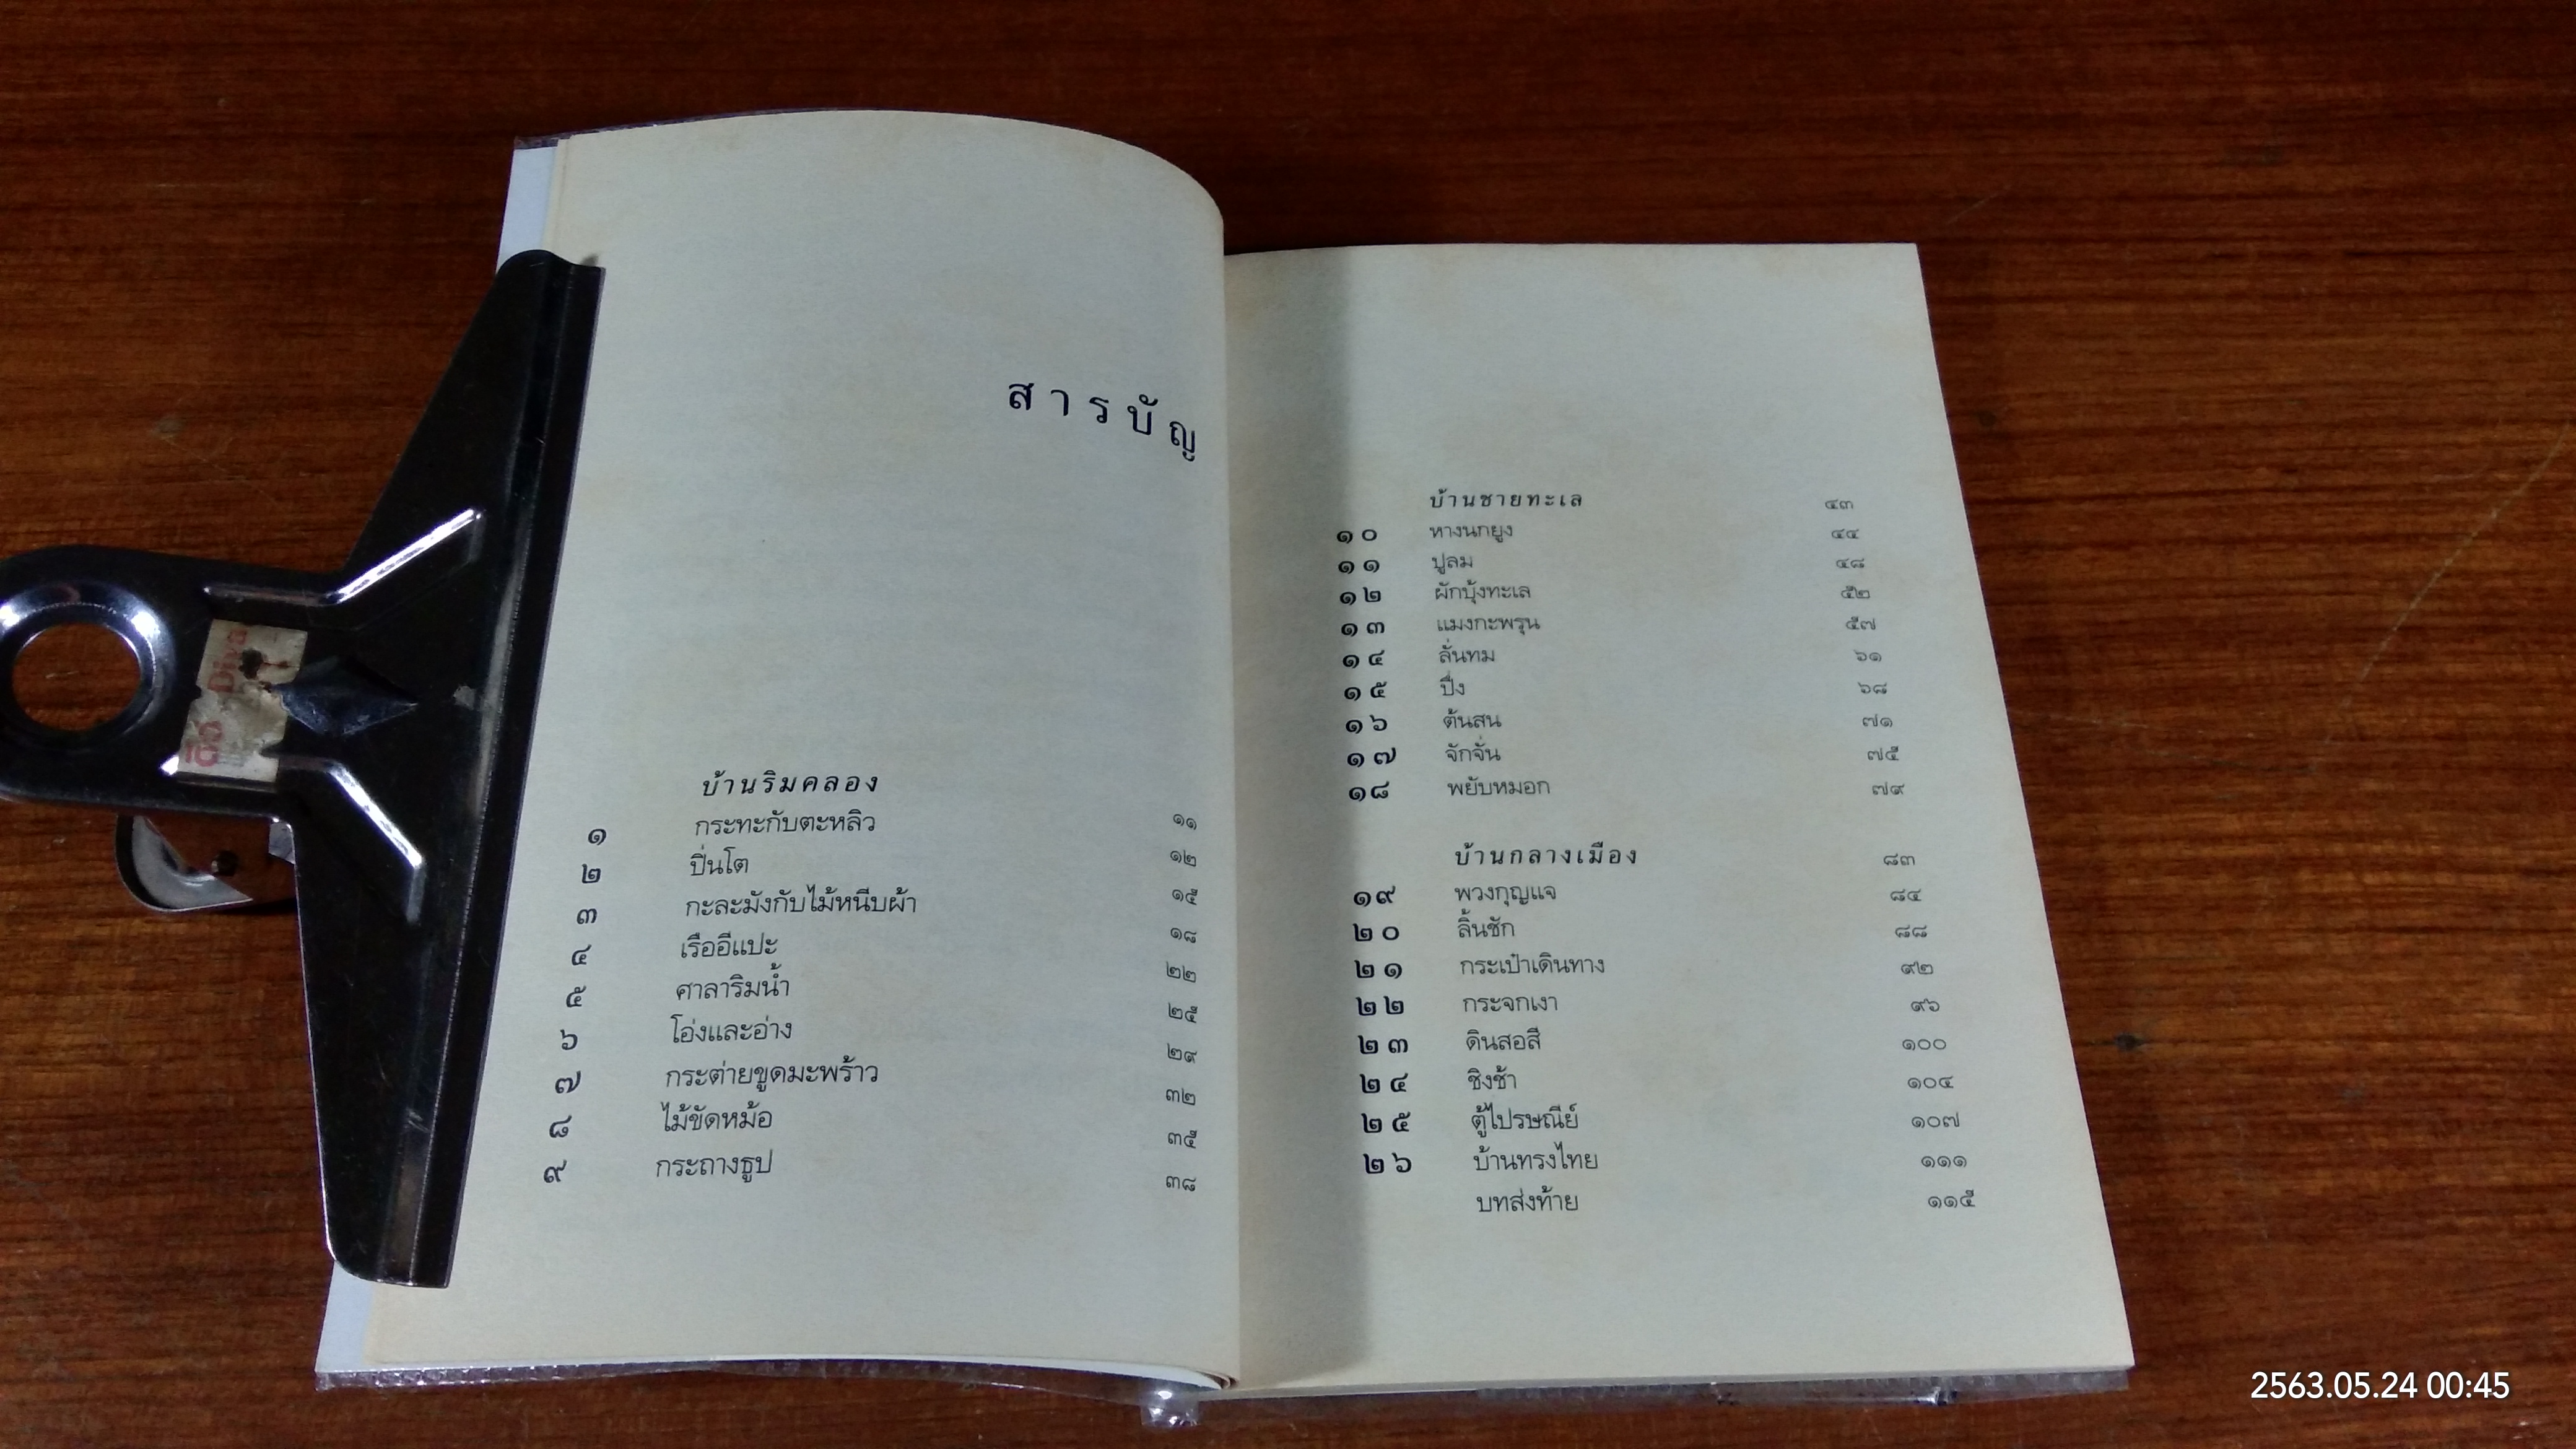 สารบัญ
บ้านริมคลอง ๑๑
๑ กระทะกับตะหลิว ๑๒
๒ ปิ่นโต ๑๕
๓ กะละมังกับไม้หนีบผ้า ๑๘
๔ เรืออีแปะ ๒๒
๕ ศาลาริมน้ำ ๒๕
๖ โอ่งและอ่าง ๒๙
๗ กระต่ายขูดมะพร้าว ๓๒
๘ ไม้ขัดหม้อ ๓๕
๙ กระถางธูป ๓๘
บ้านชายทะเล ๔๓
๑๐ หางนกยูง ๔๔
๑๑ ปูลม ๔๘
๑๒ ผักบุ้งทะเล ๕๒
๑๓ แมงกะพรุน ๕๗
๑๔ ลั่นทม ๖๑
๑๕ ปื่ง ๖๘
๑๖ ต้นสน ๗๑
๑๗ จักจั่น ๗๕
๑๘ พยับหมอก ๗๙
บ้านกลางเมือง ๘๓
๑๙ พวงกุญแจ ๘๔
๒๐ ลิ้นชัก ๘๘
๒๑ กระเป๋าเดินทาง ๙๒
๒๒ กระจกเงา ๙๖
๒๓ ดินสอสี ๑๐๐
๒๔ ชิงช้า ๑๐๔
๒๕ ตู้ไปรษณีย์ ๑๐๗
๒๖ บ้านทรงไทย ๑๑๑
บทส่งท้าย ๑๑๕
Diva
2563.05.24 00:45